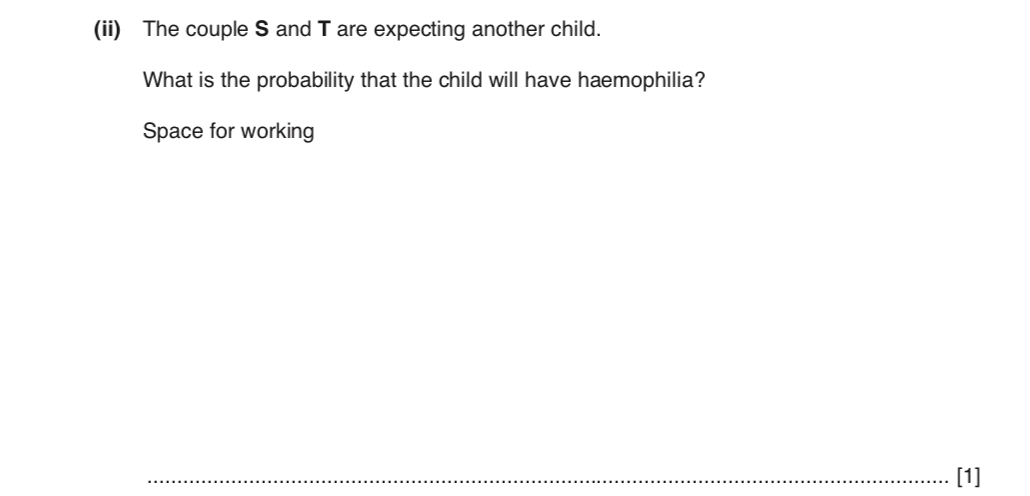 (ii) The couple S and T are expecting another child.
What is the probability that the child will have haemophilia?
Space for working
.......................................................................................................................................... [1]